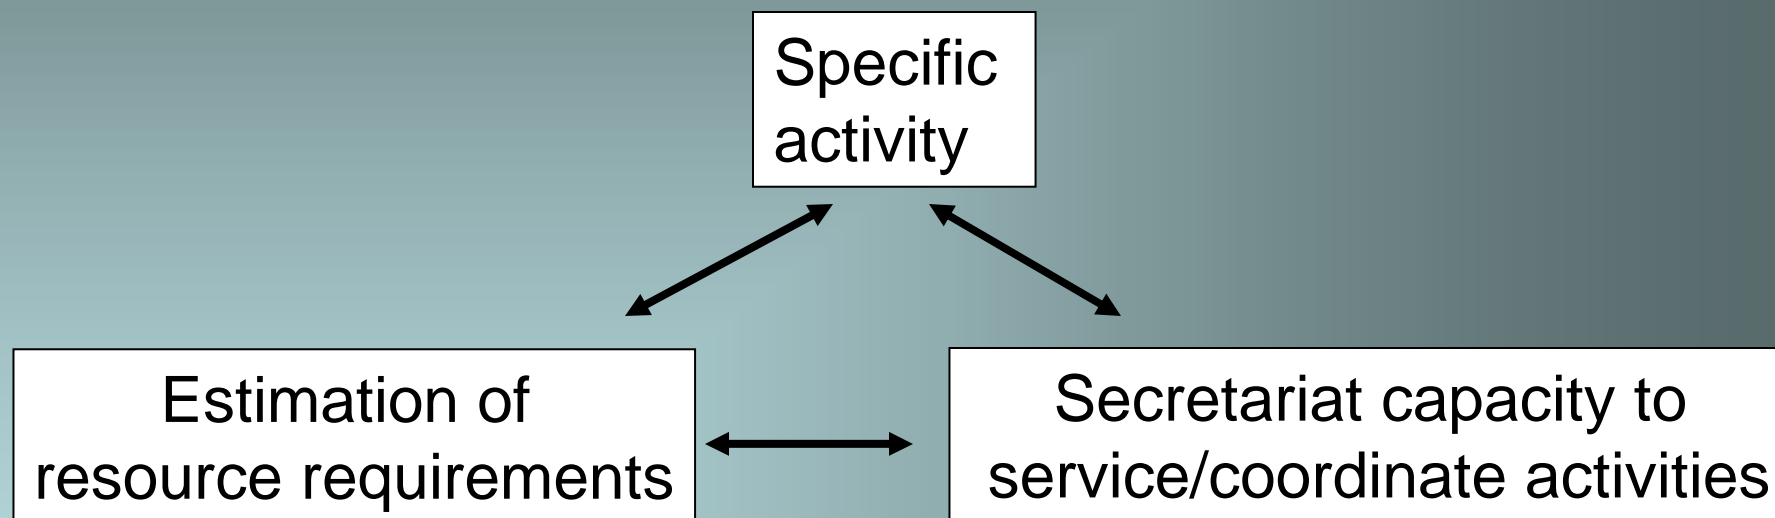 Specific
activity
Estimation of
resource requirements
Secretariat capacity to
service/coordinate activities